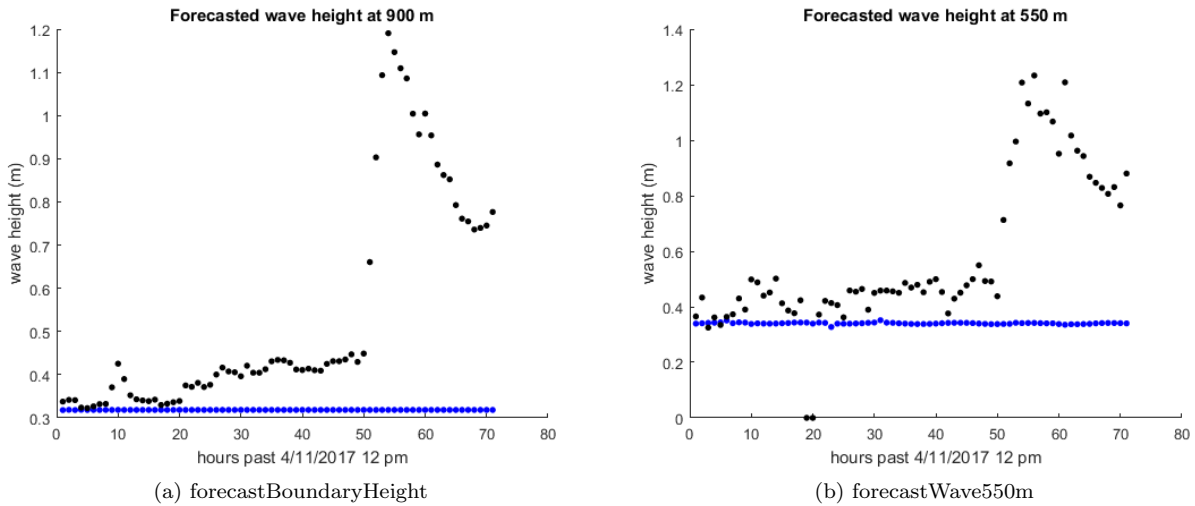 Forecasted wave height at 900 m
1.2
1.1
1
0.9
0.8
0.7
0.6
0.5
0.4
0.3
wave height (m)
0 10 20 30 40 50 60 70 80
hours past 4/11/2017 12 pm
(a) forecastBoundaryHeight
Forecasted wave height at 550 m
1.4
1.2
1
0.8
0.6
0.4
0.2
0
wave height (m)
0 10 20 30 40 50 60 70 80
hours past 4/11/2017 12 pm
(b) forecastWave550m